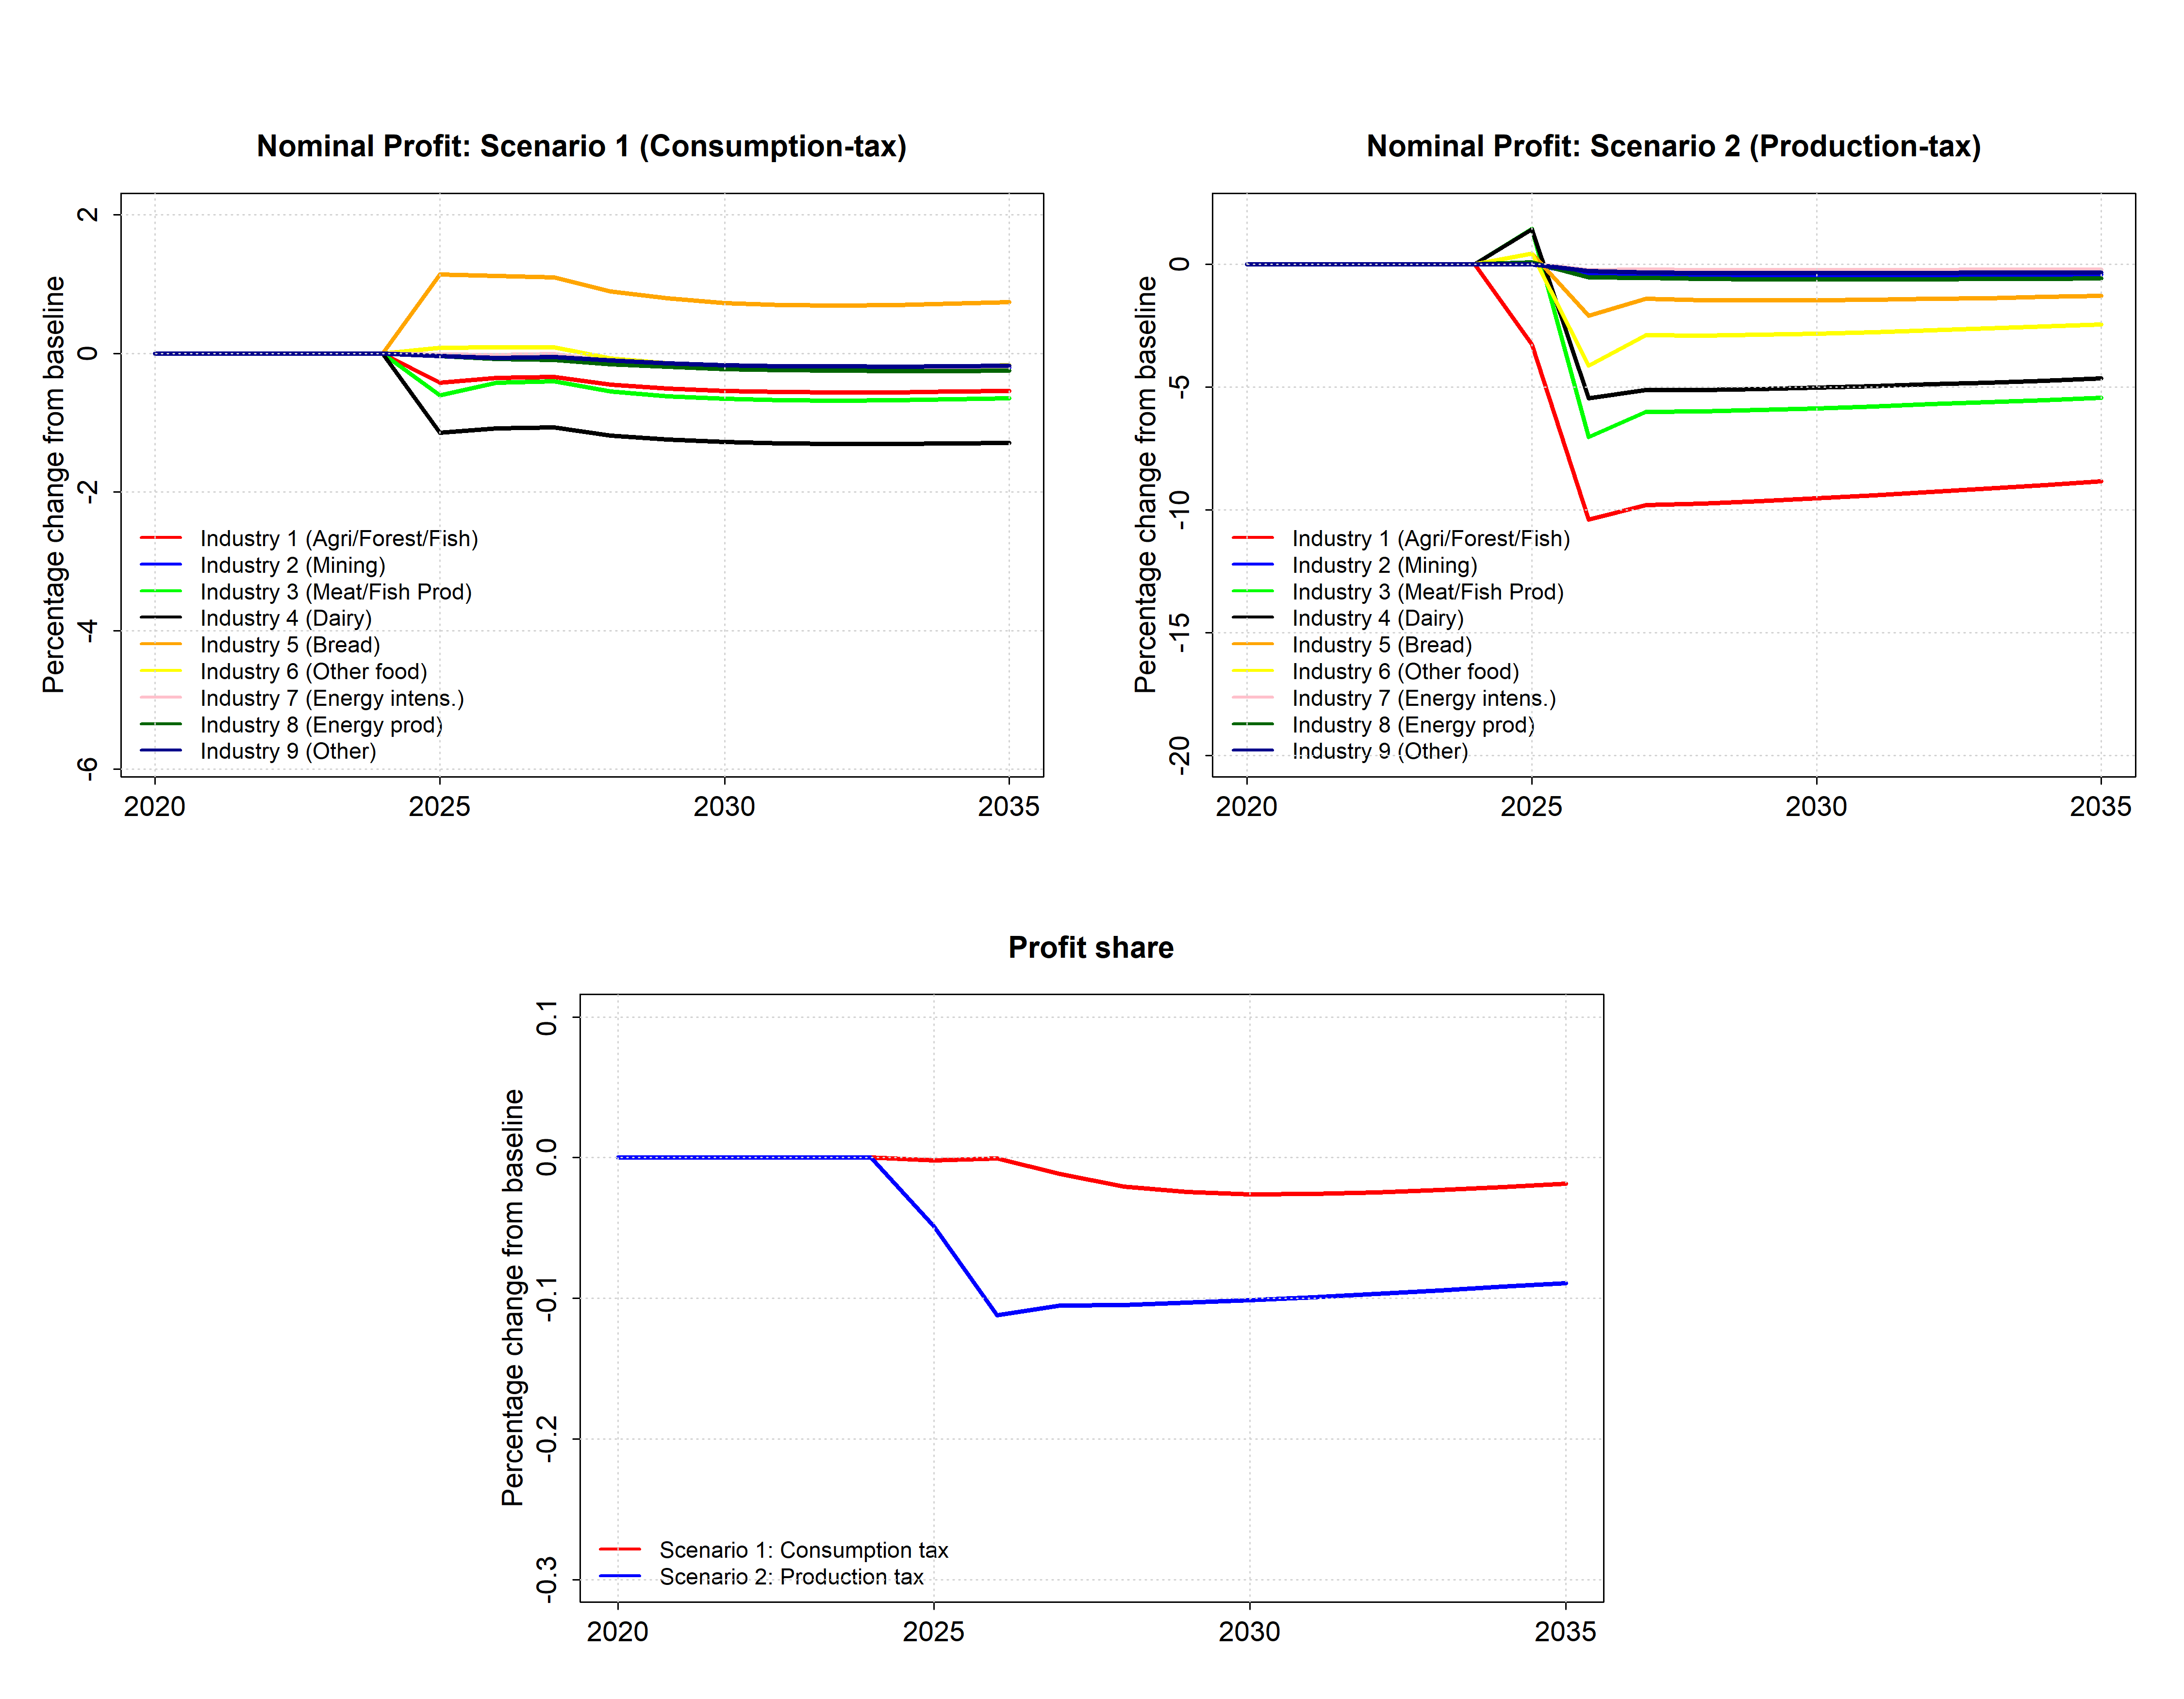 Nominal Profit: Scenario 1 (Consumption-tax)
Percentage change from baseline
2
0
-2
-4
-6
Industry 1 (Agri/Forest/Fish)
Industry 2 (Mining)
Industry 3 (Meat/Fish Prod)
Industry 4 (Dairy)
Industry 5 (Bread)
Industry 6 (Other food)
Industry 7 (Energy intens.)
Industry 8 (Energy prod)
Industry 9 (Other)
2020 2025 2030 2035
Nominal Profit: Scenario 2 (Production-tax)
Percentage change from baseline
0
-5
-10
-15
-20
Industry 1 (Agri/Forest/Fish)
Industry 2 (Mining)
Industry 3 (Meat/Fish Prod)
Industry 4 (Dairy)
Industry 5 (Bread)
Industry 6 (Other food)
Industry 7 (Energy intens.)
Industry 8 (Energy prod)
Industry 9 (Other)
2020 2025 2030 2035
Profit share
Percentage change from baseline
0.1
0.0
-0.1
-0.2
-0.3
Scenario 1: Consumption tax
Scenario 2: Production tax
2020 2025 2030 2035